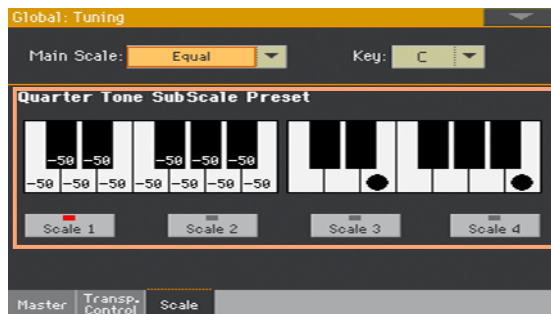 Global: Tuning
Main Scale: Equal Key: C
Quarter Tone SubScale Preset
-50 -50 -50 -50 -50
-50 -50 -50 -50 -50 -50 -50
Scale 1 Scale 2 Scale 3 Scale 4
Master Transp. Control Scale